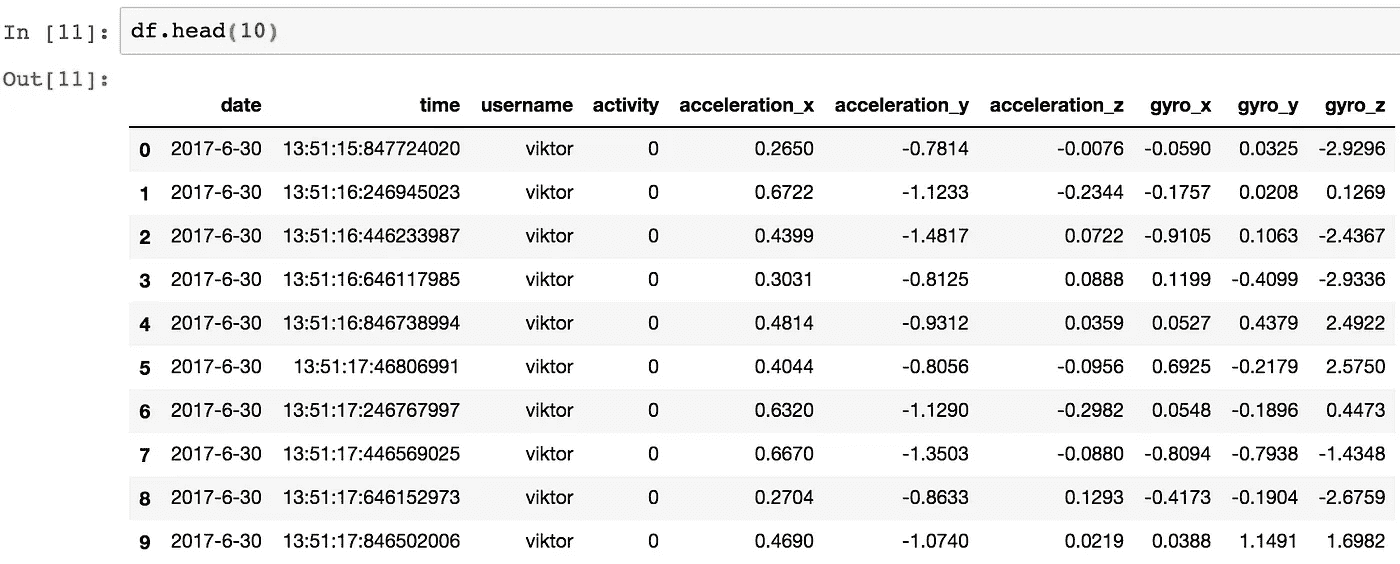 In [11]: df.head(10)
Out[11]:
date time username activity acceleration_x acceleration_y acceleration_z gyro_x gyro_y gyro_z
0 2017-6-30 13:51:15:847724020 viktor 0 0.2650 -0.7814 -0.0076 -0.0590 0.0325 -2.9296
1 2017-6-30 13:51:16:246945023 viktor 0 0.6722 -1.1233 -0.2344 -0.1757 0.0208 0.1269
2 2017-6-30 13:51:16:446233987 viktor 0 0.4399 -1.4817 0.0722 -0.9105 0.1063 -2.4367
3 2017-6-30 13:51:16:646117985 viktor 0 0.3031 -0.8125 0.0888 0.1199 -0.4099 -2.9336
4 2017-6-30 13:51:16:846738994 viktor 0 0.4814 -0.9312 0.0359 0.0527 0.4379 2.4922
5 2017-6-30 13:51:17:46806991 viktor 0 0.4044 -0.8056 -0.0956 0.6925 -0.2179 2.5750
6 2017-6-30 13:51:17:246767997 viktor 0 0.6320 -1.1290 -0.2982 0.0548 -0.1896 0.4473
7 2017-6-30 13:51:17:446569025 viktor 0 0.6670 -1.3503 -0.0880 -0.8094 -0.7938 -1.4348
8 2017-6-30 13:51:17:646152973 viktor 0 0.2704 -0.8633 0.1293 -0.4173 -0.1904 -2.6759
9 2017-6-30 13:51:17:846502006 viktor 0 0.4690 -1.0740 0.0219 0.0388 1.1491 1.6982